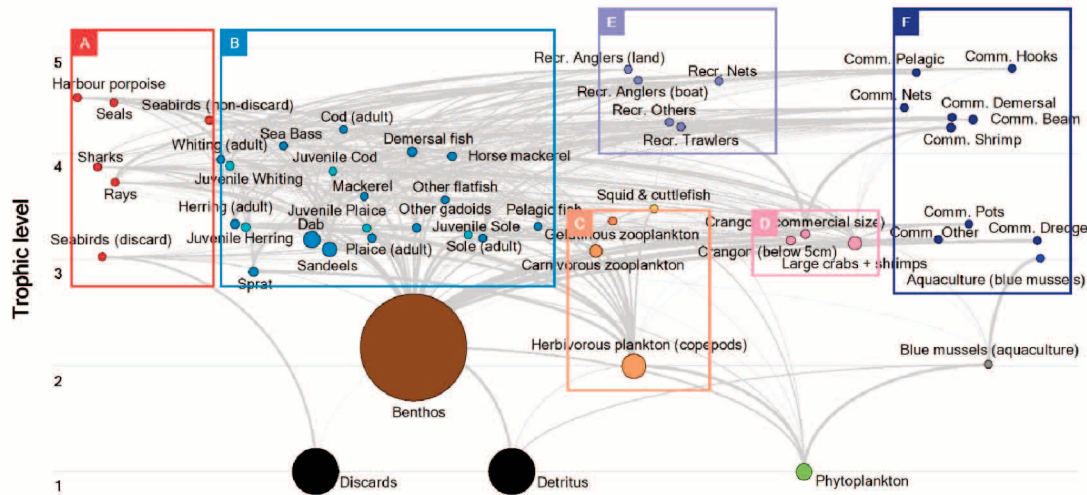 A
B
E
F
5
Harbour porpoise
Seals
Seabirds (non-discard)
Cod (adult)
Sea Bass
Demersal fish
Whiting (adult)
Juvenile Cod
Horse mackerel
Recr. Anglers (land)
Recr. Nets
Recr. Anglers (boat)
Recr. Others
Recr. Trawlers
Comm. Hooks
Comm. Pelagic
Comm. Nets
Comm. Demersal
Comm. Beam
Comm. Shrimp
4
Sharks
Rays
Juvenile Whiting
Mackerel
Other flatfish
Squid & cuttlefish
Herring (adult)
Juvenile Plaice
Other gadoids
Pelagic fish
C
Gelatinous zooplankton
D
Crangon (commercial size)
Comm. Pots
Seabirds (discard)
Juvenile Herring
Dab
Plaice (adult)
Juvenile Sole
Sole (adult)
Comm. Other
Comm. Dredge
Sandeels
Carnivorous zooplankton
Crangon (below 5cm)
Large crabs + shrimps
3
Sprat
Aquaculture (blue mussels)
Trophic level
Herbivorous plankton (copepods)
Blue mussels (aquaculture)
2
Benthos
1
Discards
Detritus
Phytoplankton